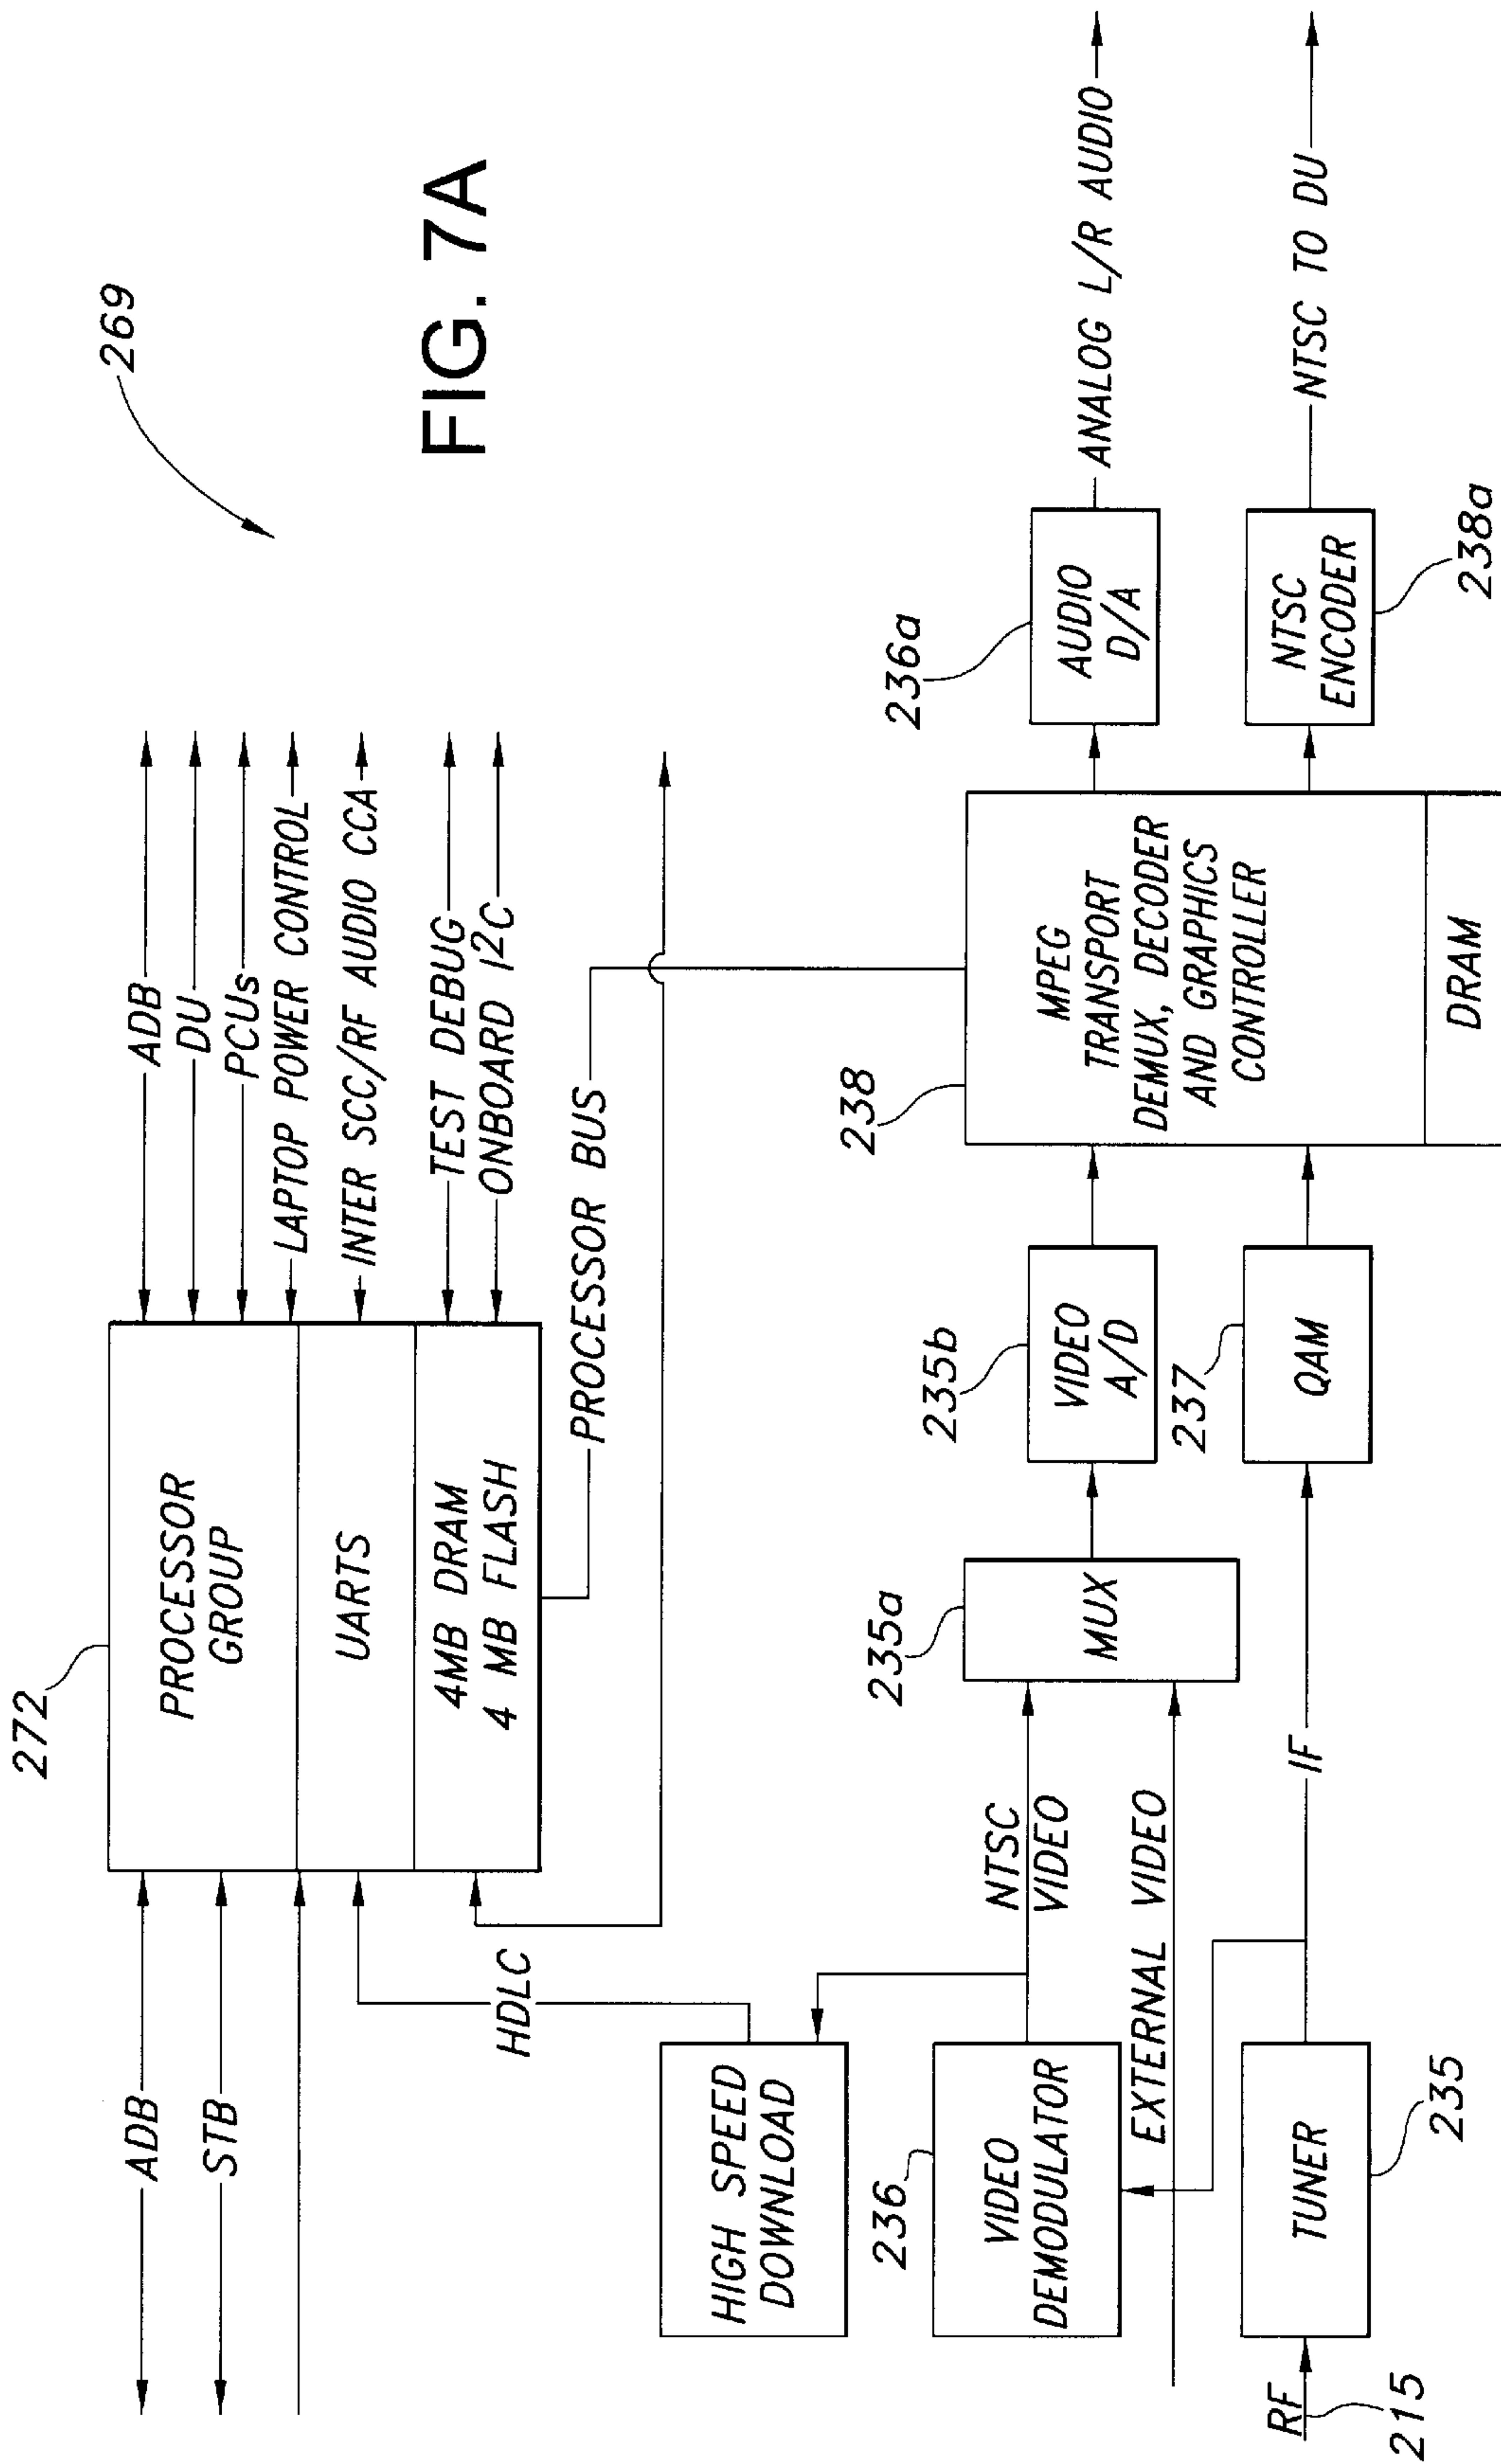 FIG. 7A
269
272
ADB
STB
PROCESSOR
GROUP
UARTS
4MB DRAM
4 MB FLASH
ADB
DU
PCUs
LAPTOP POWER CONTROL
INTER SCC/RF AUDIO CCA
TEST DEBUG
ONBOARD I²C
PROCESSOR BUS
HDLC
HIGH SPEED
DOWNLOAD
236
VIDEO
DEMODULATOR
NTSC
VIDEO
EXTERNAL VIDEO
235a
MUX
235b
VIDEO
A/D
238
MPEG
TRANSPORT
DEMUX, DECODER
AND GRAPHICS
CONTROLLER
DRAM
236a
AUDIO
D/A
ANALOG L/R AUDIO
RF
215
TUNER
235
IF
237
QAM
NTSC
ENCODER
238a
NTSC TO DU